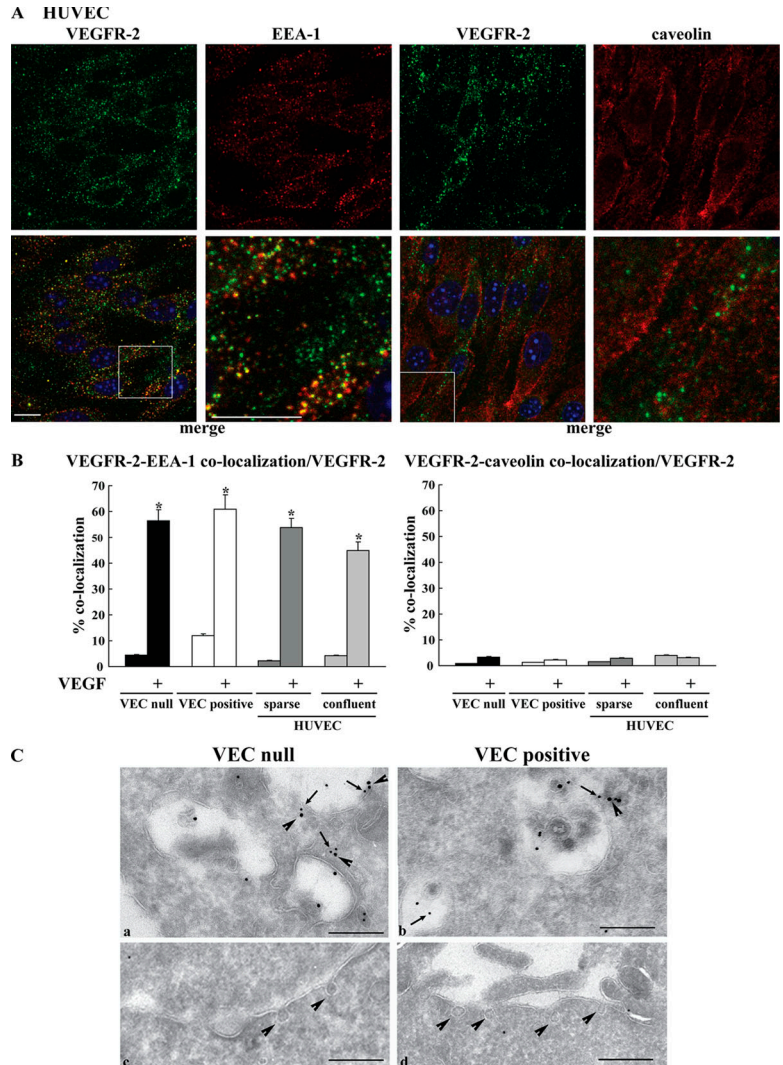 A HUVEC
VEGFR-2 EEA-1 VEGFR-2 caveolin
merge merge
B VEGFR-2-EEA-1 co-localization/VEGFR-2 VEGFR-2-caveolin co-localization/VEGFR-2
% co-localization
70
60
50
40
30
20
10
0
* * * *
VEGF + + + +
VEC null VEC positive sparse confluent
HUVEC
% co-localization
70
60
50
40
30
20
10
0
+ + + +
VEC null VEC positive sparse confluent
HUVEC
C VEC null VEC positive
a b
c d